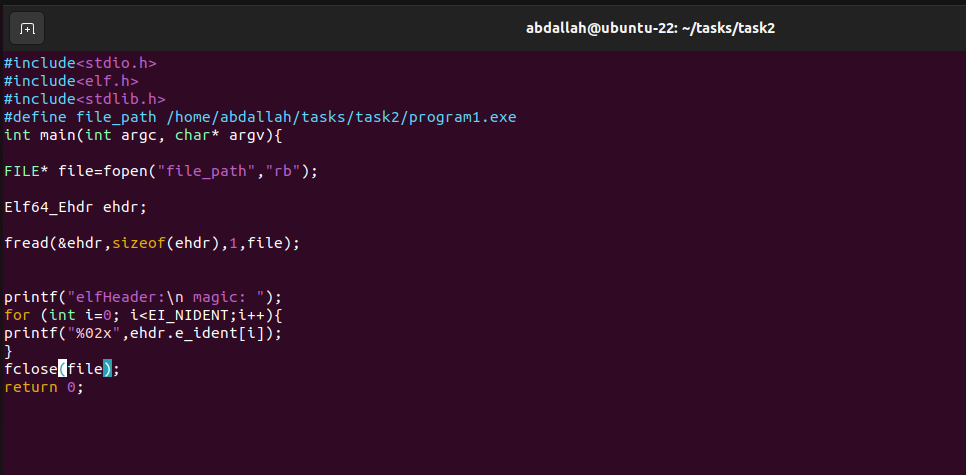 abdallah@ubuntu-22: ~/tasks/task2
#include<stdio.h>
#include<elf.h>
#include<stdlib.h>
#define file_path /home/abdallah/tasks/task2/program1.exe
int main(int argc, char* argv){
FILE* file=fopen("file_path","rb");
Elf64_Ehdr ehdr;
fread(&ehdr,sizeof(ehdr),1,file);
printf("elfHeader:\n magic: ");
for (int i=0; i<EI_NIDENT;i++){
printf("%02x",ehdr.e_ident[i]);
}
fclose(file);
return 0;